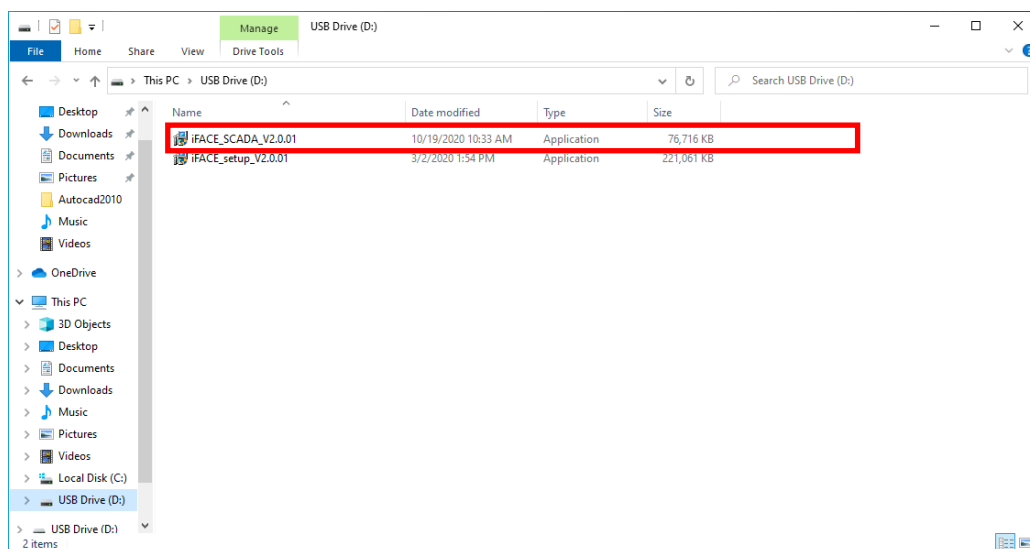 Manage USB Drive (D:)
File Home Share View Drive Tools
This PC USB Drive (D:) Search USB Drive (D:)
Name Date modified Type Size
iFACE_SCADA_V2.0.01 10/19/2020 10:33 AM Application 76,716 KB
iFACE_setup_V2.0.01 3/2/2020 1:54 PM Application 221,061 KB
Desktop
Downloads
Documents
Pictures
Autocad2010
Music
Videos
OneDrive
This PC
3D Objects
Desktop
Documents
Downloads
Music
Pictures
Videos
Local Disk (C:)
USB Drive (D:)
USB Drive (D:)
2 items